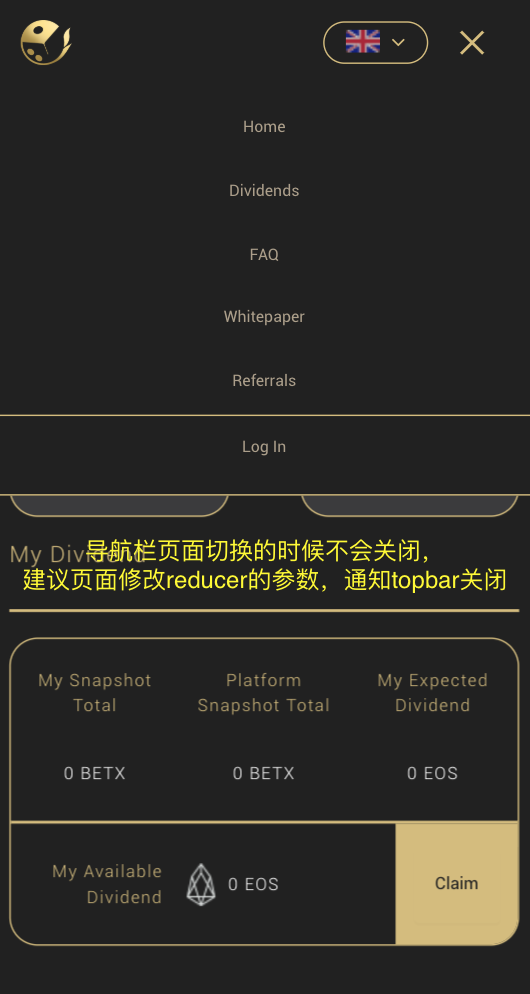 Home
Dividends
FAQ
Whitepaper
Referrals
Log In
My Dividend
导航栏页面切换的时候不会关闭，
建议页面修改reducer的参数，通知topbar关闭
My Snapshot
Total
Platform
Snapshot Total
My Expected
Dividend
0 BETX
0 BETX
0 EOS
My Available
Dividend
0 EOS
Claim